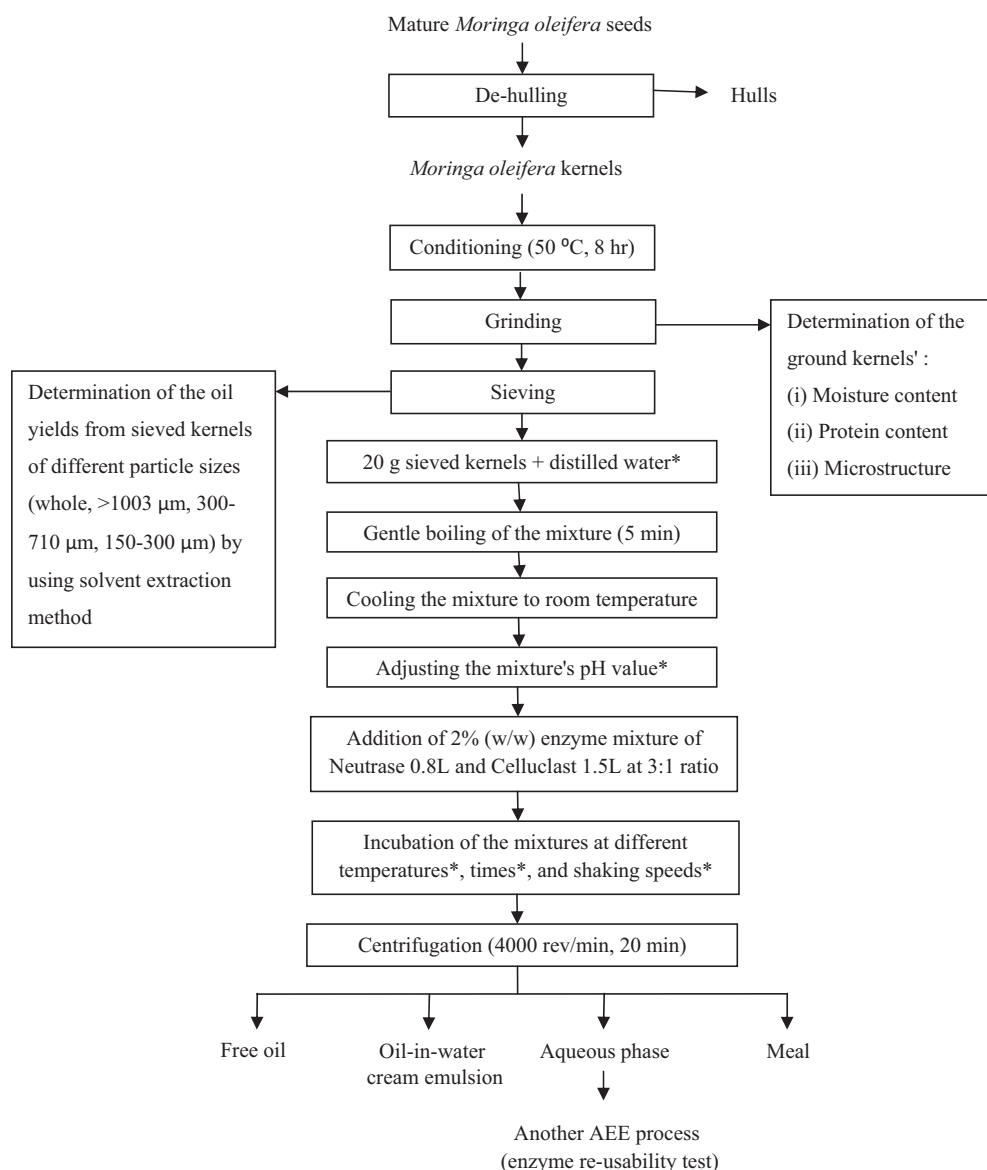 Mature Moringa oleifera seeds
De-hulling
Hulls
Moringa oleifera kernels
Conditioning (50 ⁰C, 8 hr)
Grinding
Determination of the
ground kernels' :
(i) Moisture content
(ii) Protein content
(iii) Microstructure
Sieving
Determination of the oil
yields from sieved kernels
of different particle sizes
(whole, >1003 µm, 300-
710 µm, 150-300 µm) by
using solvent extraction
method
20 g sieved kernels + distilled water*
Gentle boiling of the mixture (5 min)
Cooling the mixture to room temperature
Adjusting the mixture's pH value*
Addition of 2% (w/w) enzyme mixture of
Neutrase 0.8L and Celluclast 1.5L at 3:1 ratio
Incubation of the mixtures at different
temperatures*, times*, and shaking speeds*
Centrifugation (4000 rev/min, 20 min)
Free oil
Oil-in-water
cream emulsion
Aqueous phase
Meal
Another AEE process
(enzyme re-usability test)